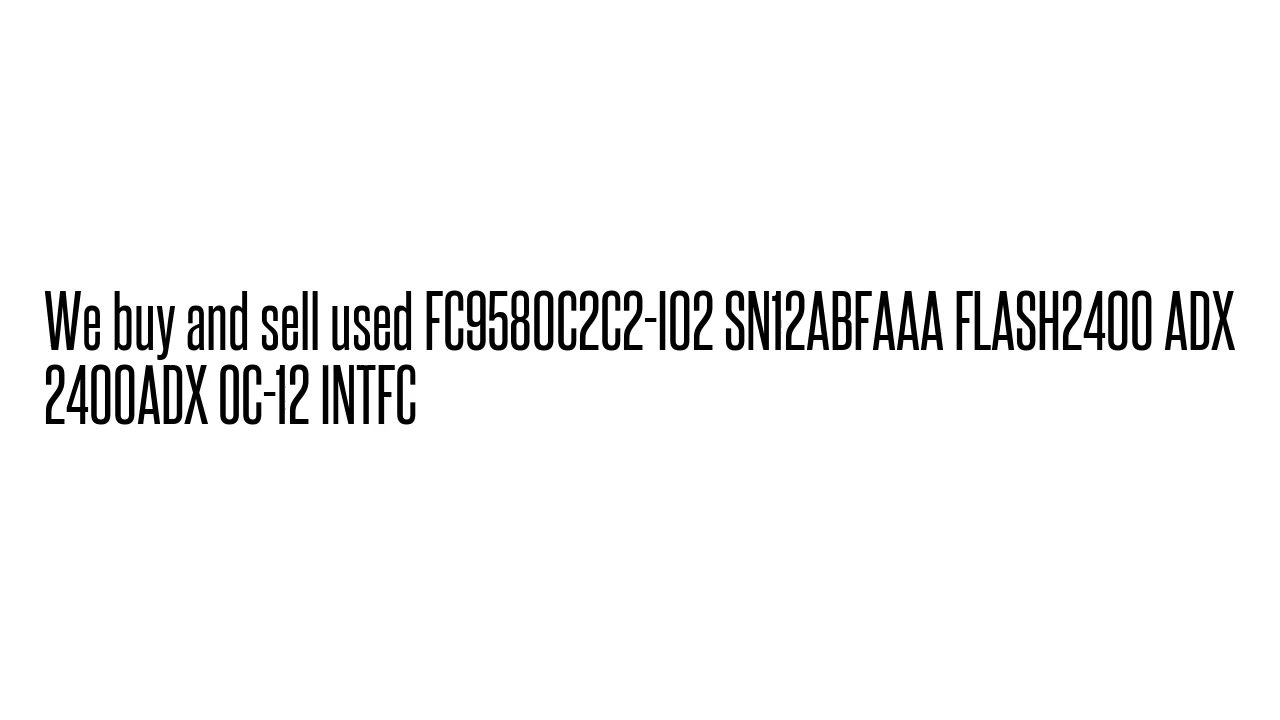 We buy and sell used FC9580C2C2-I02 SN12ABFAAA FLASH2400 ADX
2400ADX OC-12 INTFC